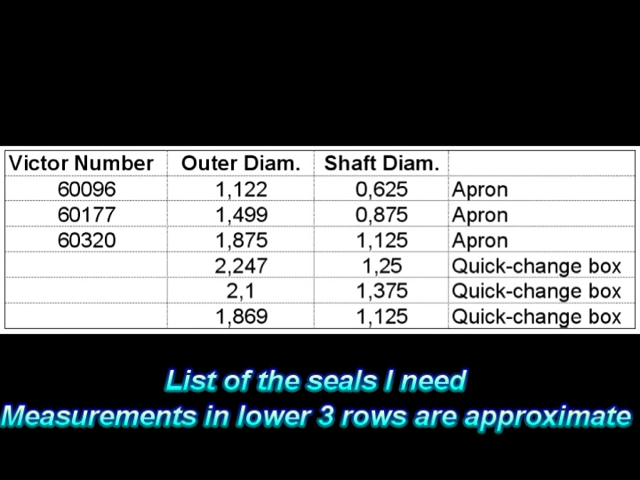 Victor Number Outer Diam. Shaft Diam.
60096 1,122 0,625 Apron
60177 1,499 0,875 Apron
60320 1,875 1,125 Apron
2,247 1,25 Quick-change box
2,1 1,375 Quick-change box
1,869 1,125 Quick-change box
List of the seals I need
Measurements in lower 3 rows are approximate